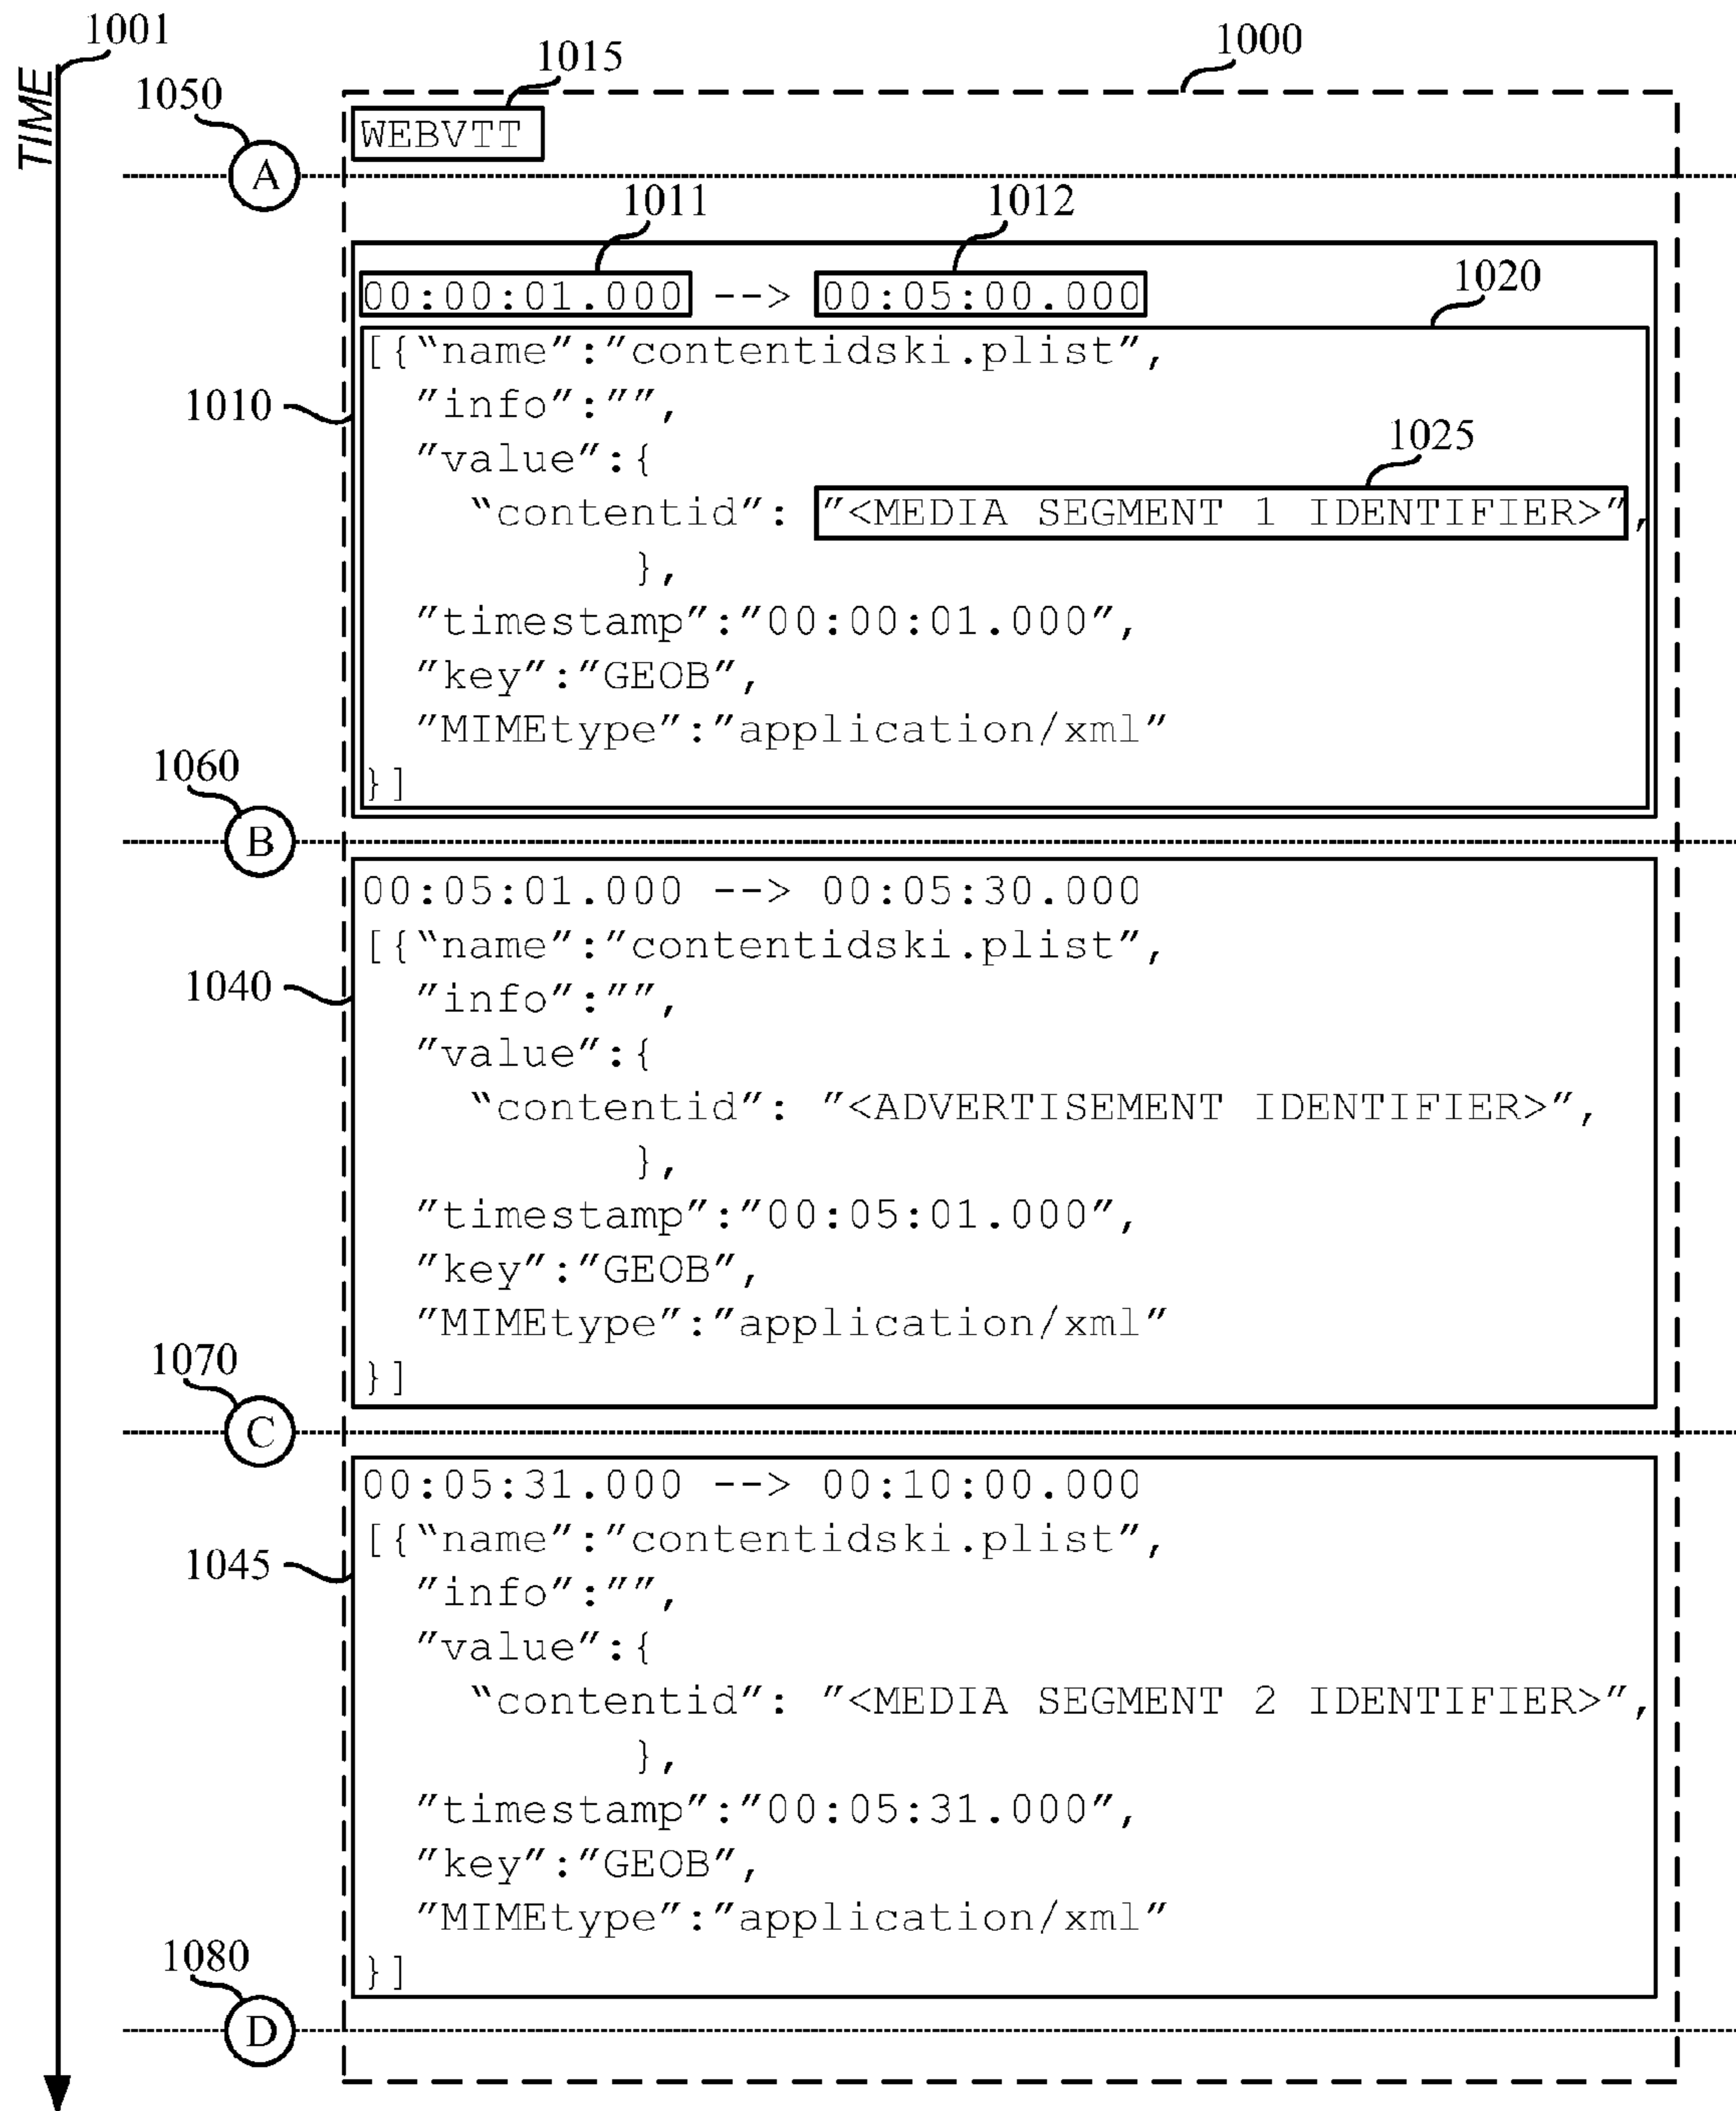 TIME
1001
1000
1015
1050
WEBVTT
A
1011
1012
00:00:01.000 --> 00:05:00.000
1020
[{“name”:”contentidski.plist”,
1010
”info”:””,
”value”:{
1025
“contentid”: ”<MEDIA SEGMENT 1 IDENTIFIER>”,
},
”timestamp”:”00:00:01.000”,
”key”:”GEOB”,
”MIMEtype”:”application/xml”
}]
1060
B
00:05:01.000 --> 00:05:30.000
[{“name”:”contentidski.plist”,
1040
”info”:””,
”value”:{
“contentid”: ”<ADVERTISEMENT IDENTIFIER>”,
},
”timestamp”:”00:05:01.000”,
”key”:”GEOB”,
”MIMEtype”:”application/xml”
}]
1070
C
00:05:31.000 --> 00:10:00.000
[{“name”:”contentidski.plist”,
1045
”info”:””,
”value”:{
“contentid”: ”<MEDIA SEGMENT 2 IDENTIFIER>”,
},
”timestamp”:”00:05:31.000”,
”key”:”GEOB”,
”MIMEtype”:”application/xml”
}]
1080
D